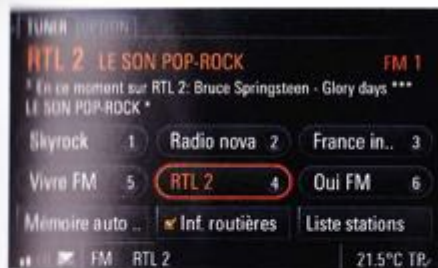 TUNER OPTION
RTL 2 LE SON POP-ROCK FM 1
* En ce moment sur RTL 2: Bruce Springsteen - Glory days ***
LE SON POP-ROCK *
Skyrock 1 Radio nova 2 France in.. 3
Vivre FM 5 RTL 2 4 Oui FM 6
Mémoire auto .. Inf. routières Liste stations
FM RTL 2 21.5°C TP